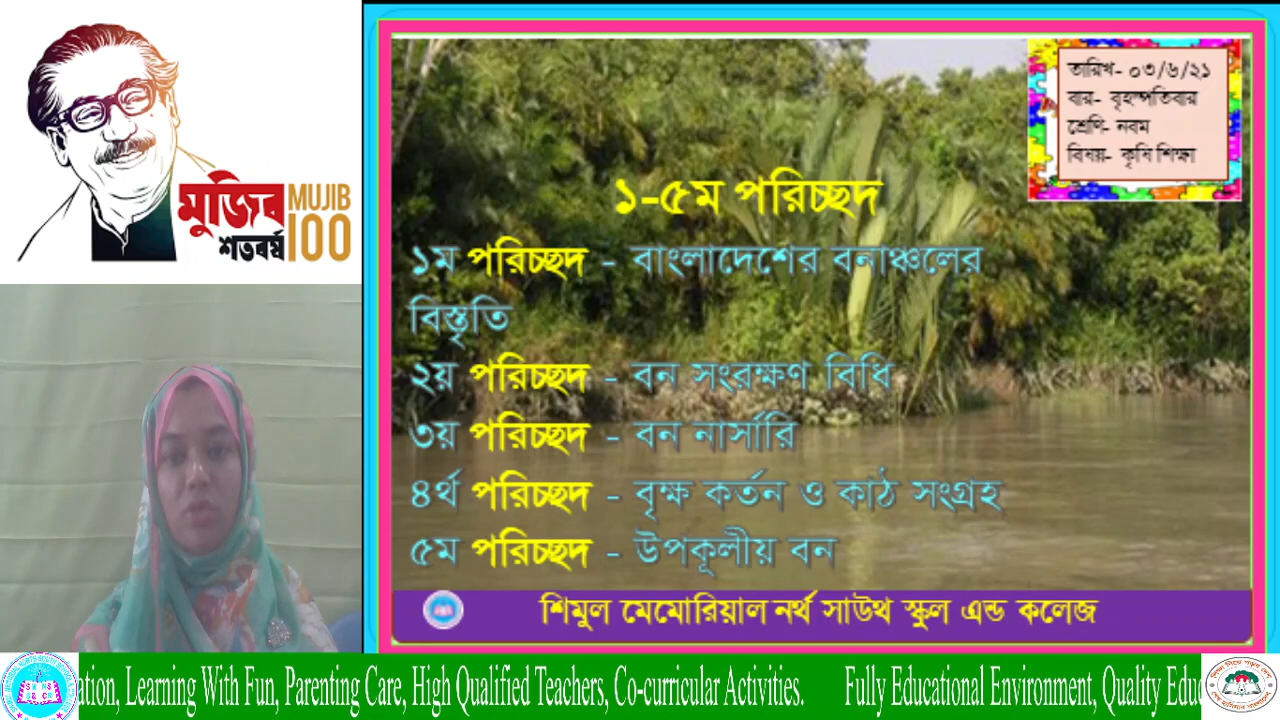 মুজিব
শতবর্ষ
MUJIB
100
তারিখ- ০৩/৬/২১
বার- বৃহস্পতিবার
শ্রেণি- নবম
বিষয়- কৃষি শিক্ষা
১-৫ম পরিচ্ছদ
১ম পরিচ্ছদ - বাংলাদেশের বনাঞ্চলের
বিস্তৃতি
২য় পরিচ্ছদ - বন সংরক্ষণ বিধি
৩য় পরিচ্ছদ - বন নার্সারি
৪র্থ পরিচ্ছদ - বৃক্ষ কর্তন ও কাঠ সংগ্রহ
৫ম পরিচ্ছদ - উপকূলীয় বন
শিমুল মেমোরিয়াল নর্থ সাউথ স্কুল এন্ড কলেজ
ation, Learning With Fun, Parenting Care, High Qualified Teachers, Co-curricular Activities. Fully Educational Environment, Quality Educ